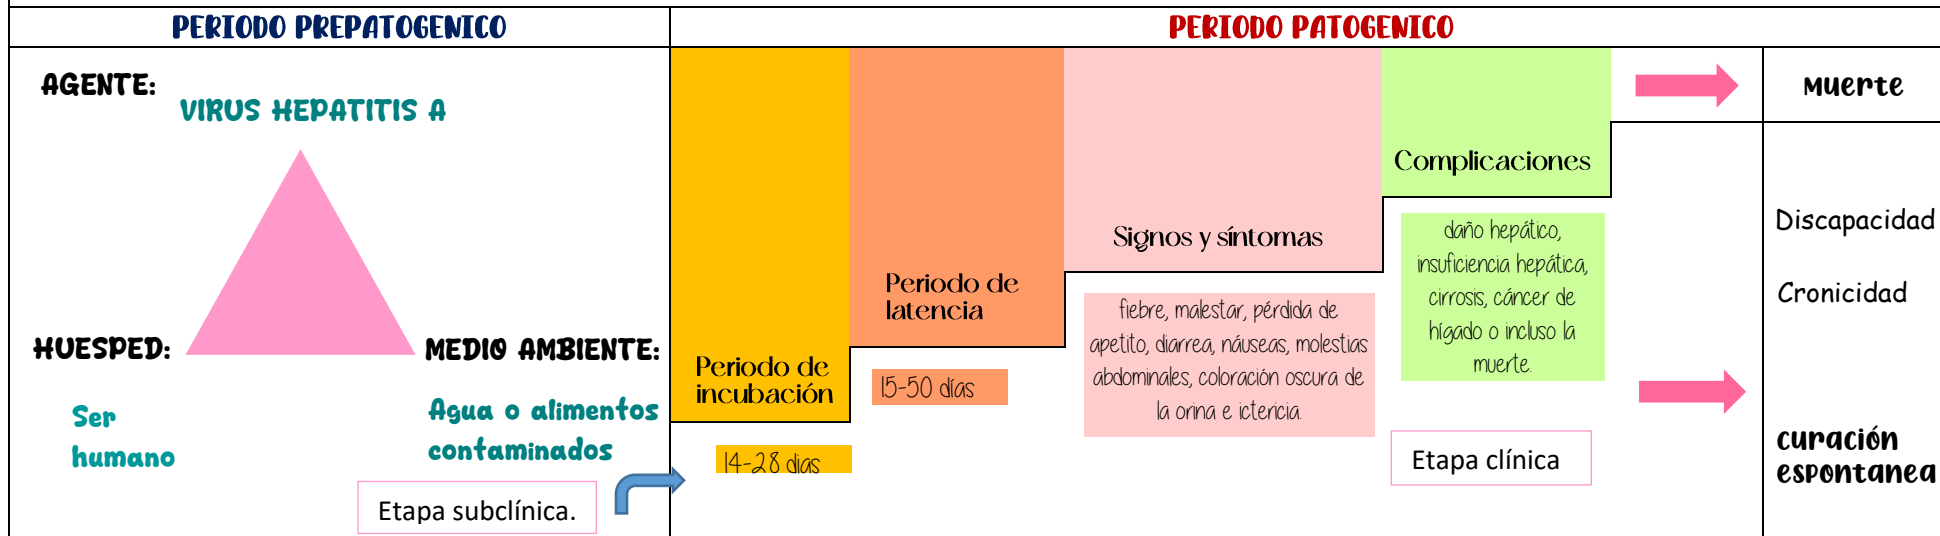 PERIODO PREPATOGENICO
PERIODO PATOGENICO
AGENTE:
VIRUS HEPATITIS A
HUESPED:
Ser
humano
MEDIO AMBIENTE:
Agua o alimentos
contaminados
Etapa subclínica.
Periodo de
incubación
14-28 dias
Periodo de
latencia
15-50 días
Signos y síntomas
fiebre, malestar, pérdida de
apetito, diarrea, náuseas, molestias
abdominales, coloración oscura de
la orina e ictericia.
Complicaciones
daño hepático,
insuficiencia hepática,
cirrosis, cáncer de
hígado o incluso la
muerte.
Etapa clínica
Muerte
Discapacidad
Cronicidad
curación
espontanea